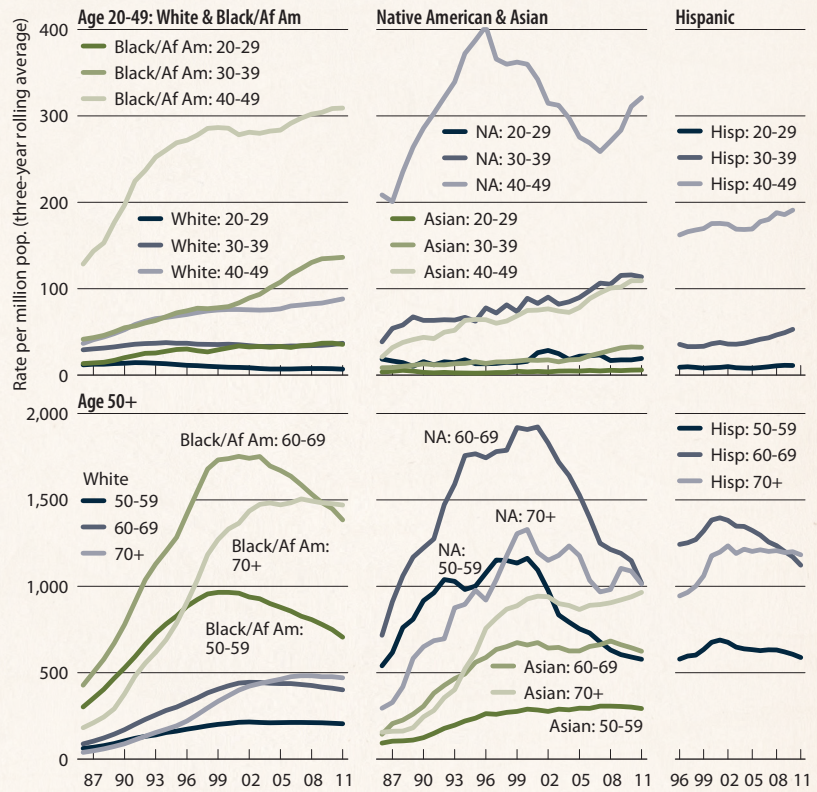 Rate per million pop. (three-year rolling average)
Age 20-49: White & Black/Af Am
400
300
200
100
0
Black/Af Am: 20-29
Black/Af Am: 30-39
Black/Af Am: 40-49
White: 20-29
White: 30-39
White: 40-49
Native American & Asian
NA: 20-29
NA: 30-39
NA: 40-49
Asian: 20-29
Asian: 30-39
Asian: 40-49
Hispanic
Hisp: 20-29
Hisp: 30-39
Hisp: 40-49
Age 50+
2,000
1,500
1,000
500
0
Black/Af Am: 60-69
White
50-59
60-69
70+
Black/Af Am:
70+
Black/Af Am:
50-59
87 90 93 96 99 02 05 08 11
NA: 60-69
NA: 70+
NA:
50-59
Asian: 60-69
Asian: 70+
Asian: 50-59
87 90 93 96 99 02 05 08 11
Hisp: 50-59
Hisp: 60-69
Hisp: 70+
96 99 02 05 08 11